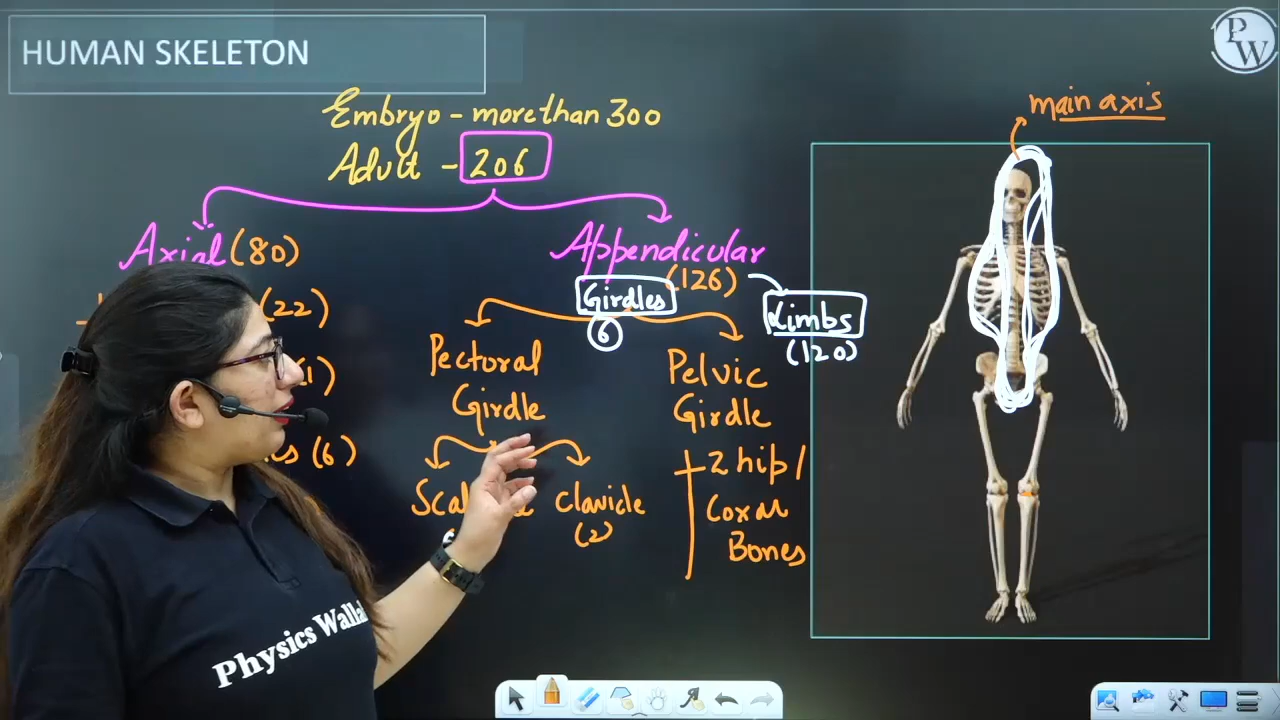 HUMAN SKELETON
PW
Embryo - more than 300
Adult - 206
main axis
Axial (80)
Appendicular
(126)
Girdles
6
Limbs
(120)
(22)
Pectoral
Girdle
Pelvic
Girdle
(6)
2 hip/
Coxal
Bones
Clavicle
(2)
Physics Walla